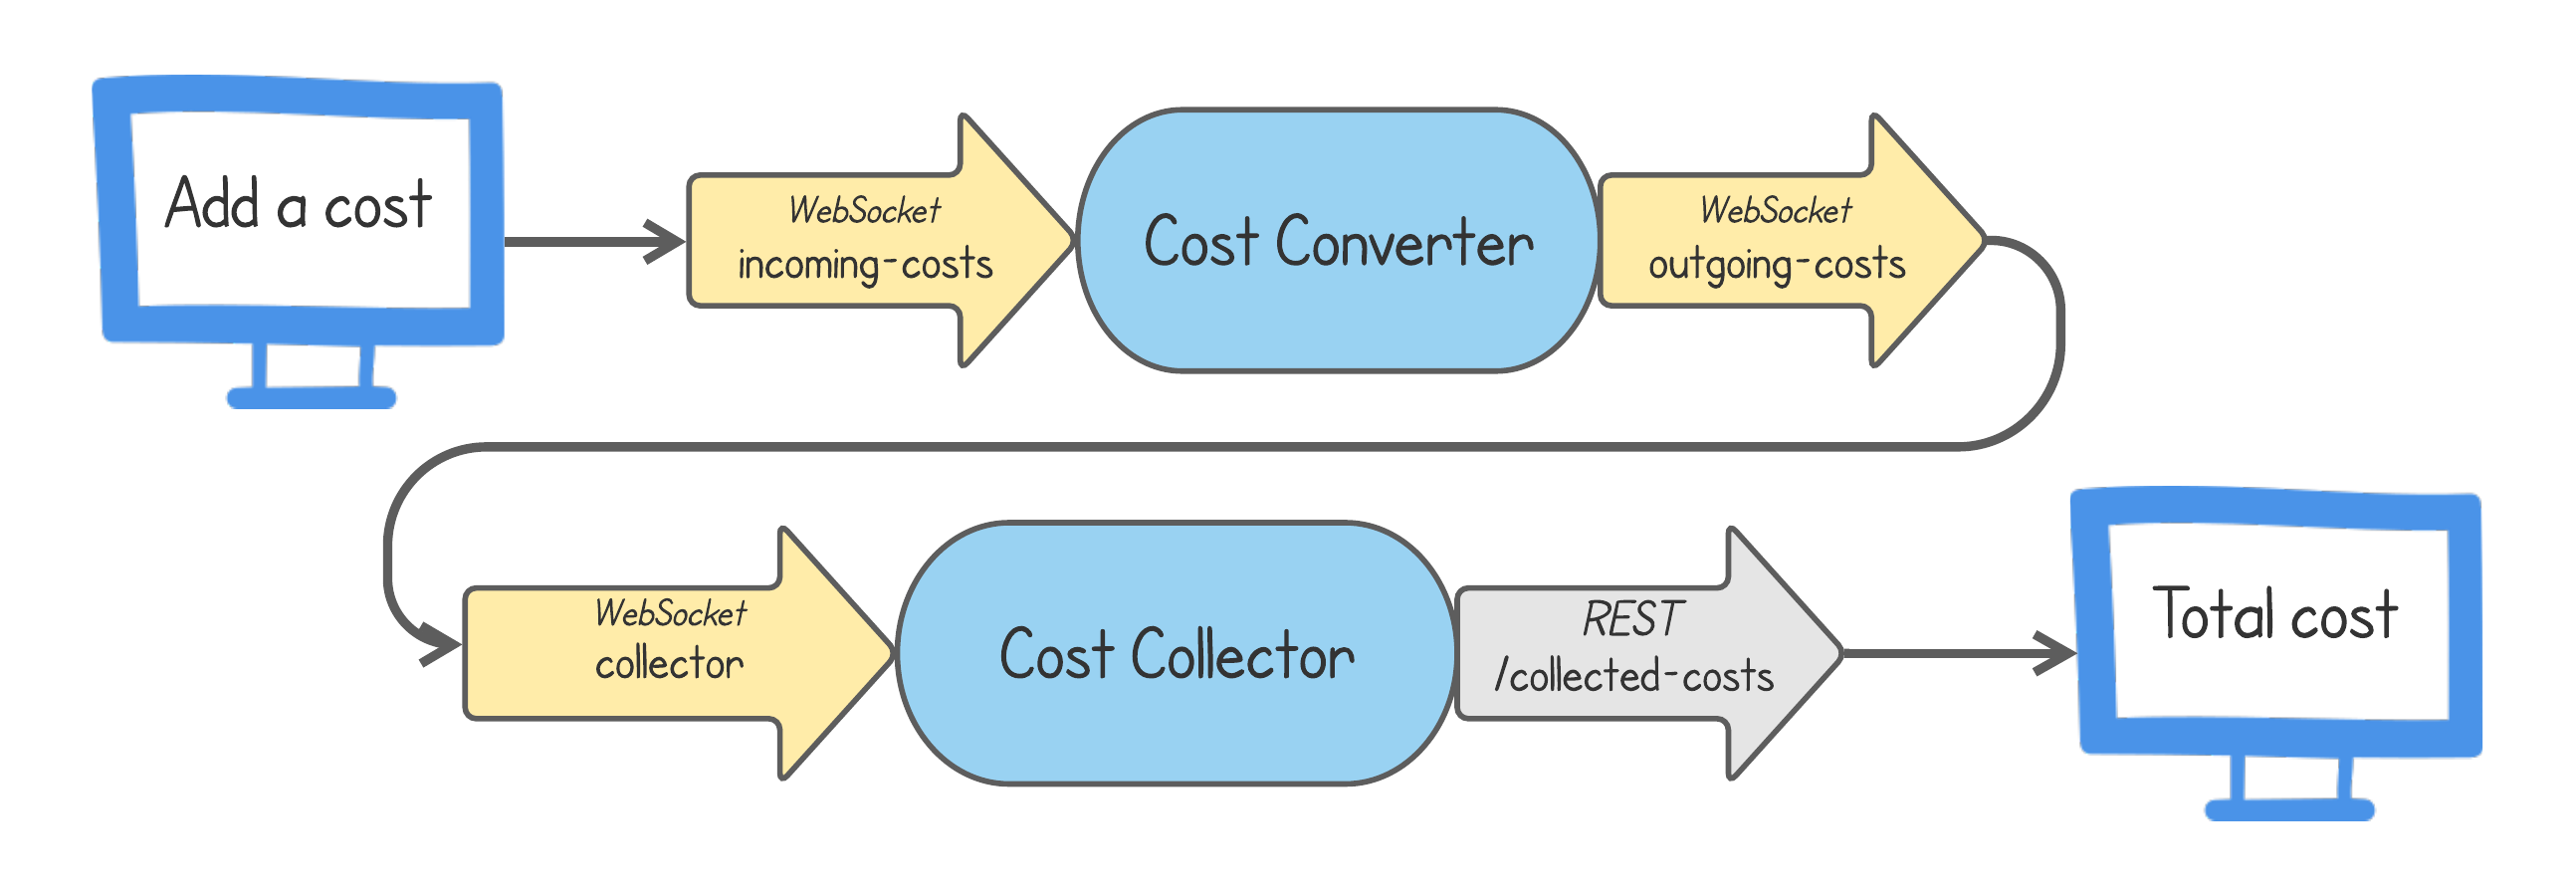 Add a cost
WebSocket
incoming-costs
Cost Converter
WebSocket
outgoing-costs
WebSocket
collector
Cost Collector
REST
/collected-costs
Total cost